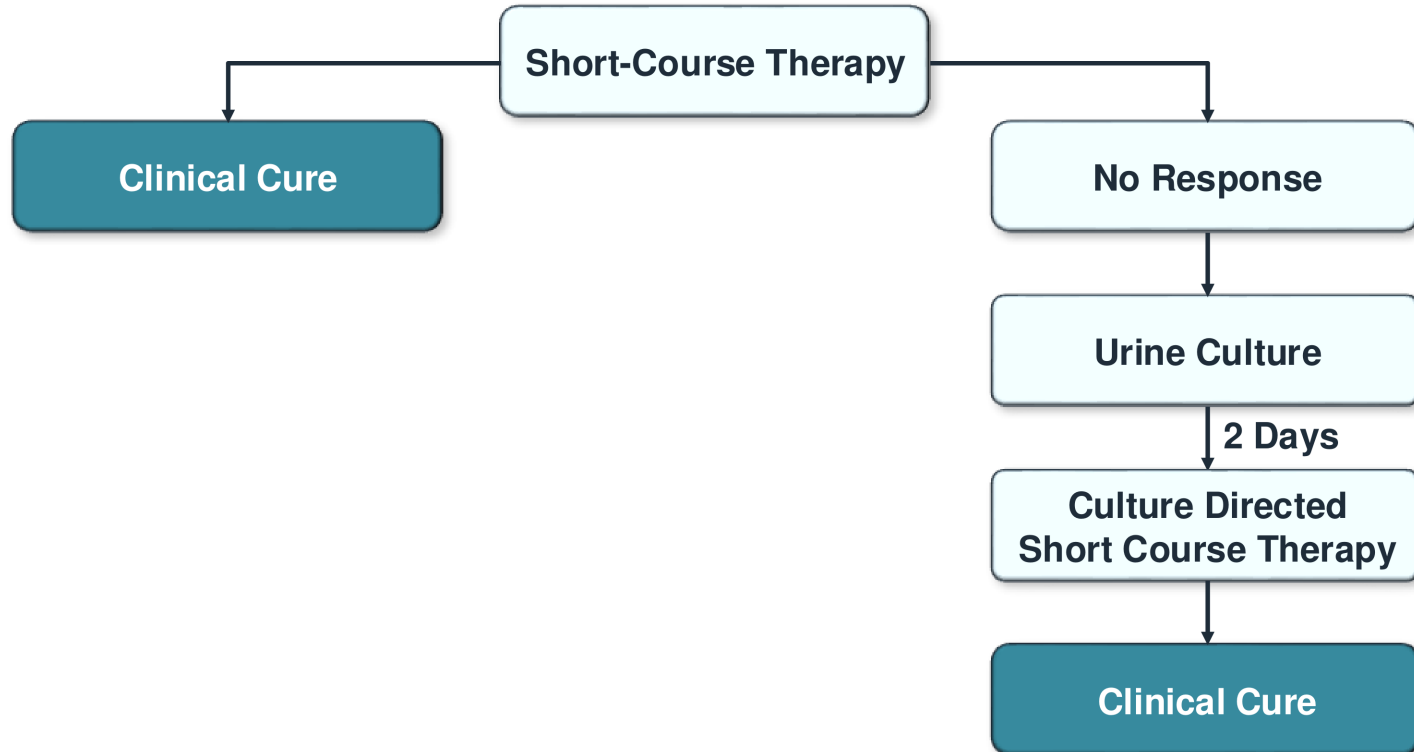 Short-Course Therapy
Clinical Cure
No Response
Urine Culture
2 Days
Culture Directed
Short Course Therapy
Clinical Cure